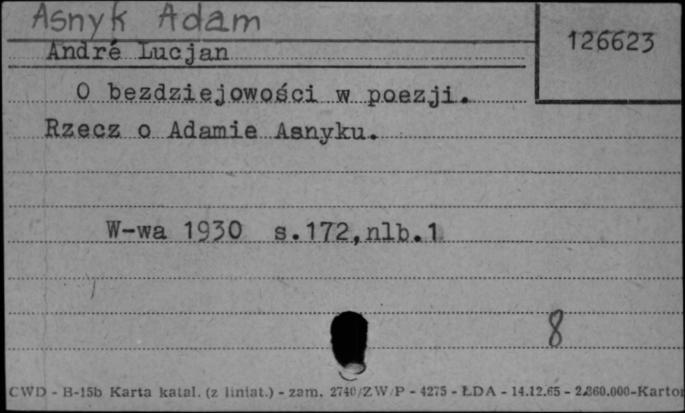 Asnyk Adam
126623
André Lucjan
O bezdziejowości w poezji.
Rzecz o Adamie Asnyku.
W-wa 1930 s.172,nlb.1
8
CWD - B-15b Karta katal. (z liniat.) - zam. 2740/ZW/P - 4275 - ŁDA - 14.12.65 - 2.860.000-Karton